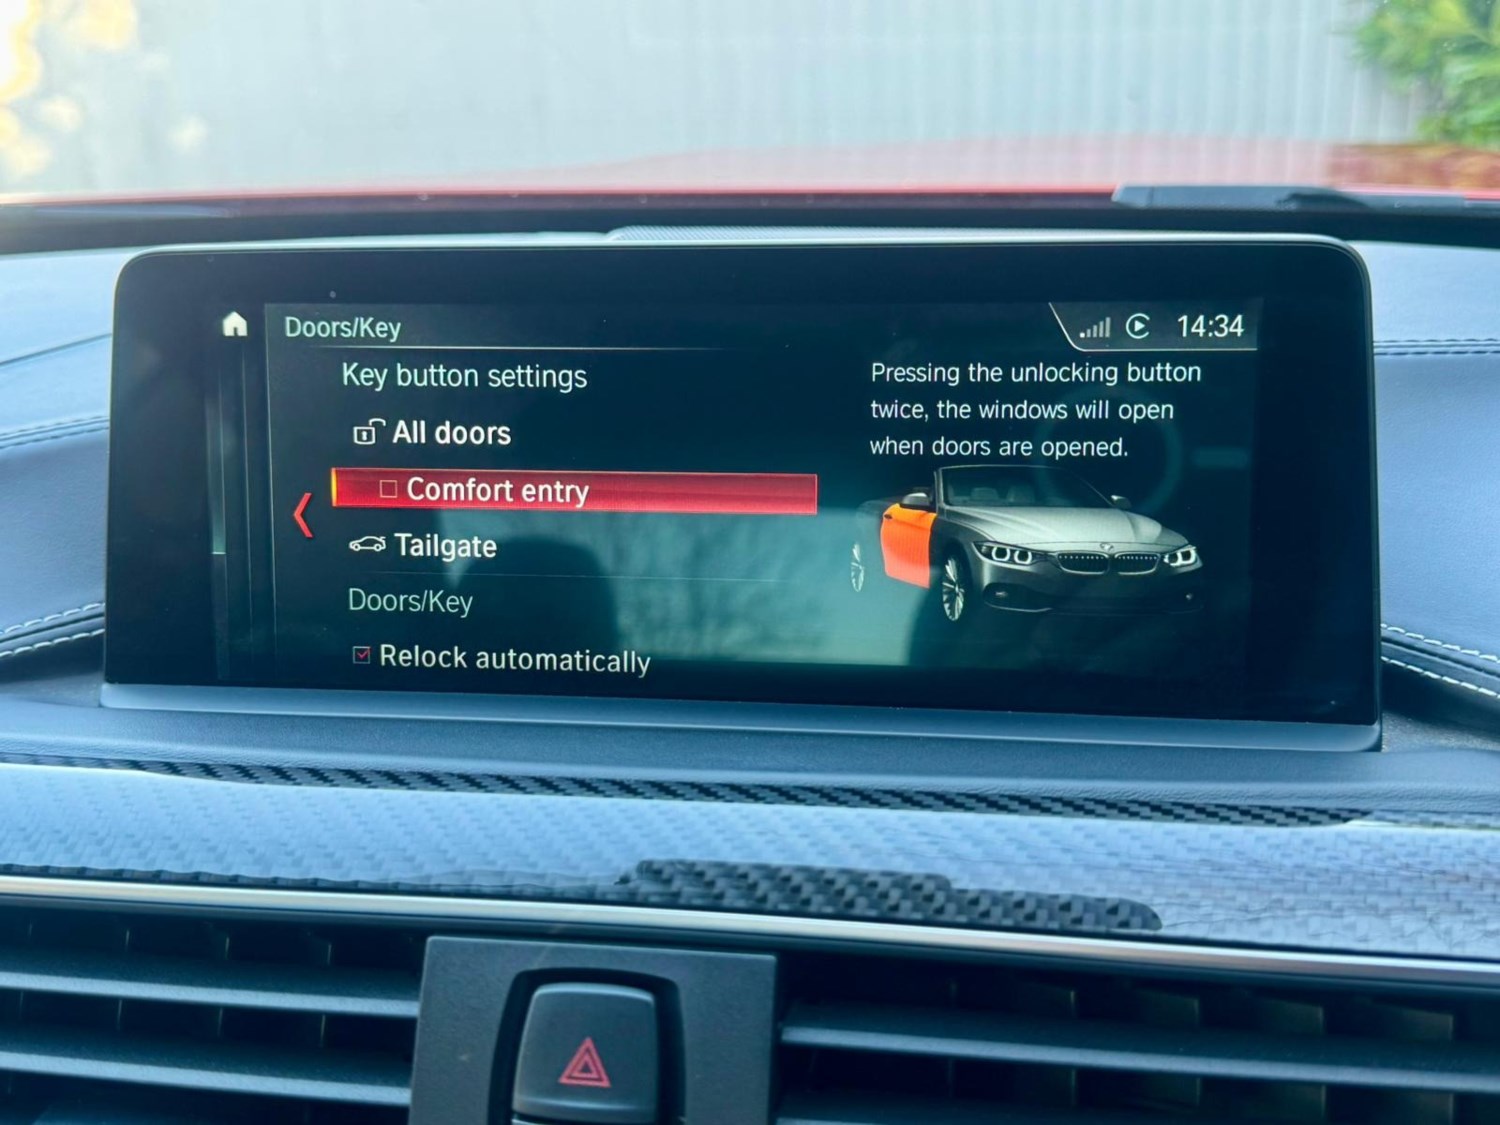 Doors/Key
14:34
Key button settings
All doors
Comfort entry
Tailgate
Doors/Key
Relock automatically
Pressing the unlocking button
twice, the windows will open
when doors are opened.